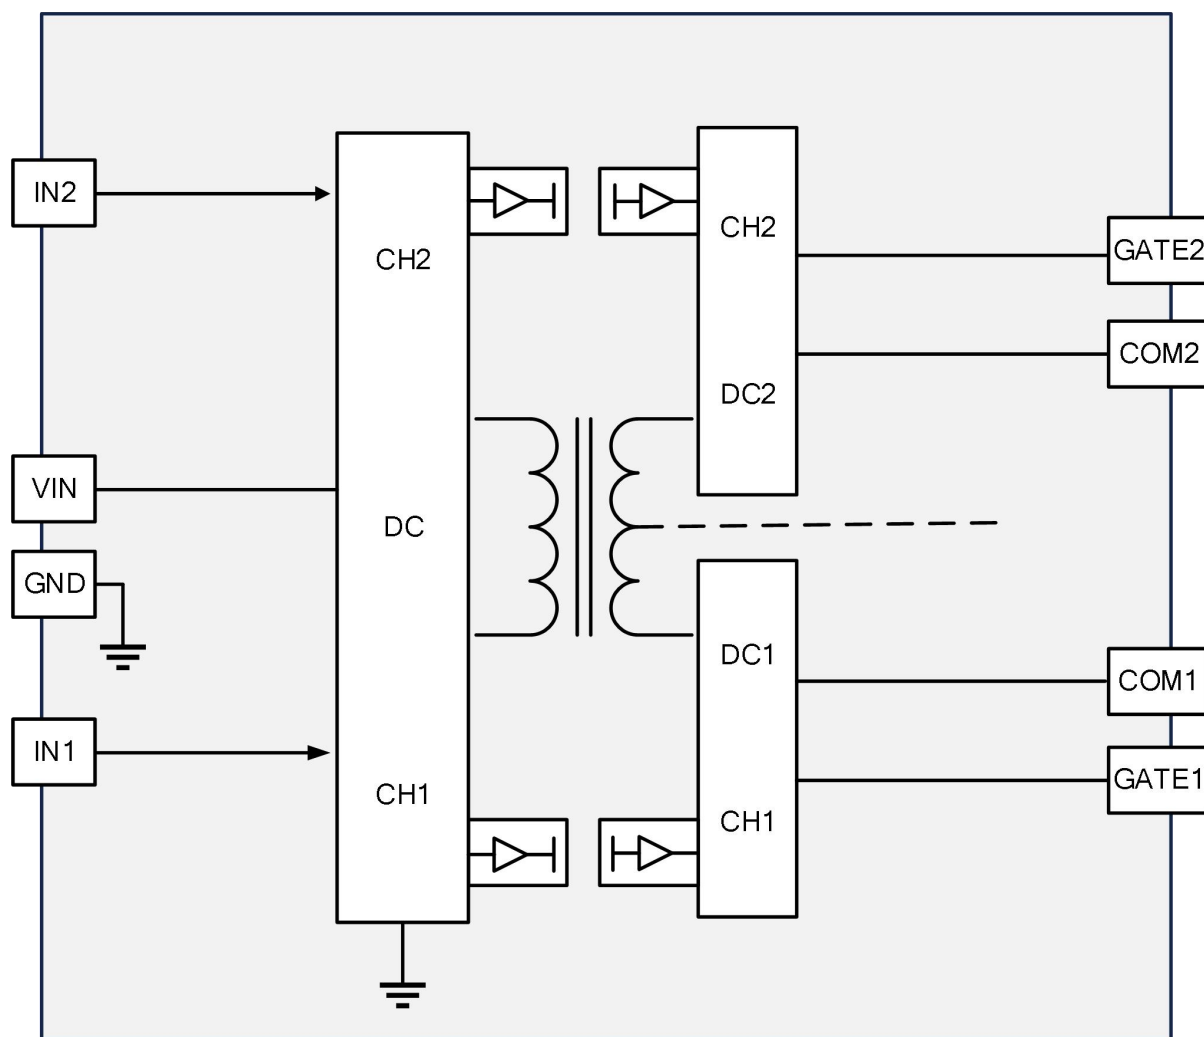 IN2
CH2
CH2
GATE2
COM2
DC2
VIN
DC
GND
DC1
COM1
IN1
GATE1
CH1
CH1